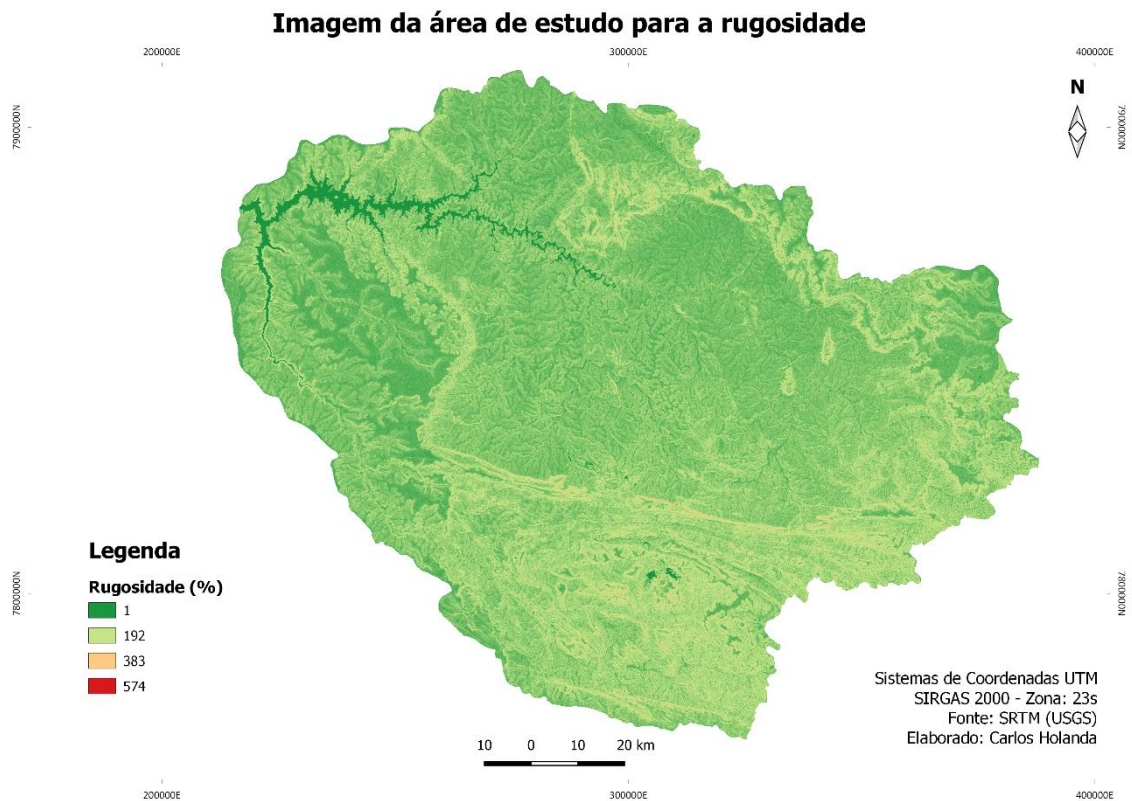 Imagem da área de estudo para a rugosidade
200000E
300000E
400000E
N
7900000N
7900000N
Legenda
Rugosidade (%)
1
192
383
574
7800000N
7800000N
Sistemas de Coordenadas UTM
SIRGAS 2000 - Zona: 23s
Fonte: SRTM (USGS)
Elaborado: Carlos Holanda
10 0 10 20 km
200000E
300000E
400000E